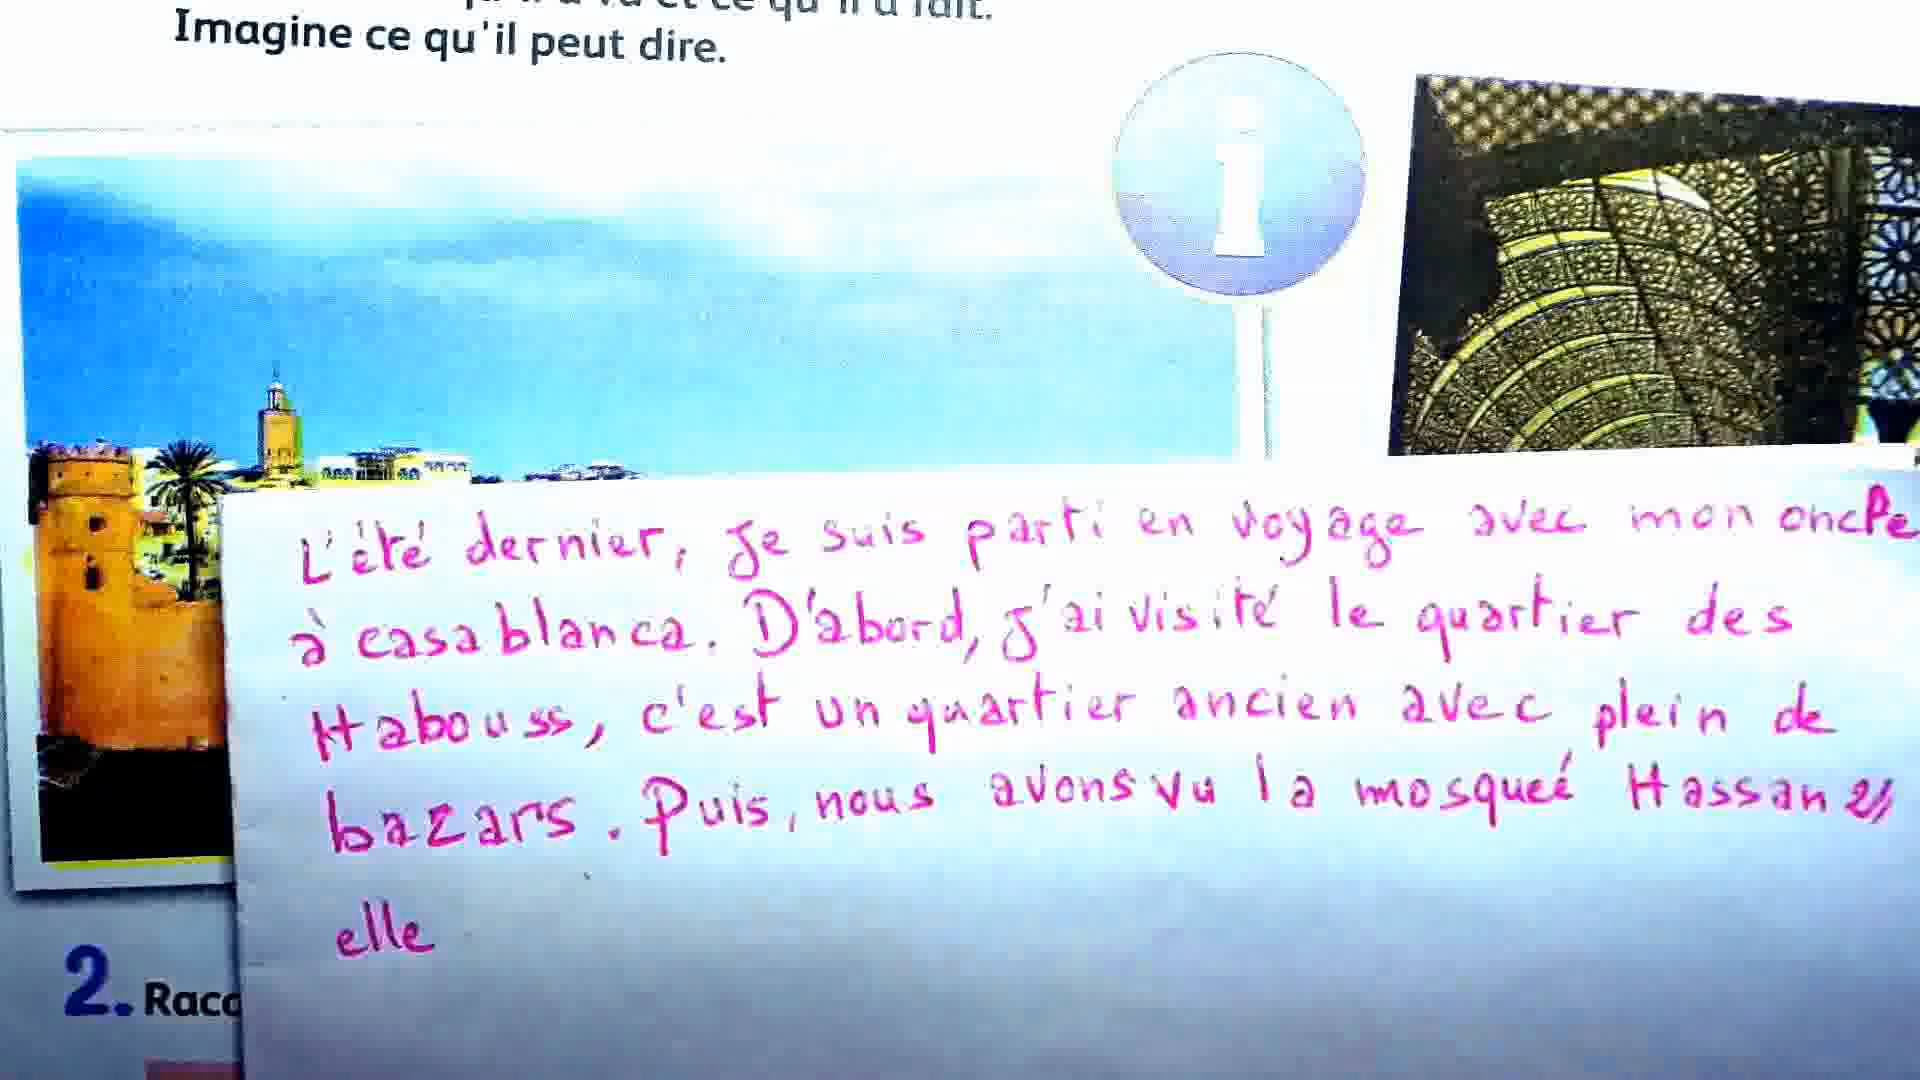 Imagine ce qu'il peut dire.
i
L'été dernier, je suis parti en voyage avec mon oncle
à casablanca. D'abord, j'ai visité le quartier des
Habouss, c'est un quartier ancien avec plein de
bazars. Puis, nous avons vu la mosqueé Hassan 2,
elle
2. Raco